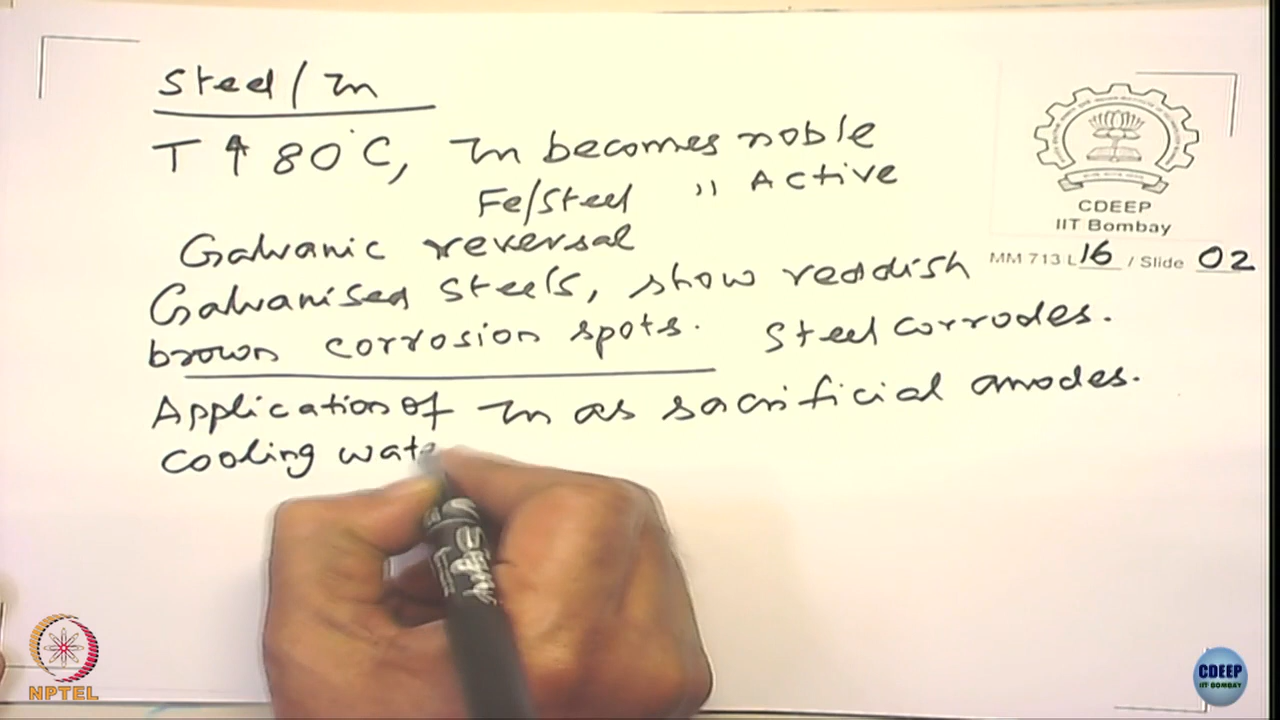 Steel / Zn
T ↑ 80°C, Zn becomes noble
Fe/Steel " Active
Galvanic reversal
Galvanised steels, show reddish
brown corrosion spots. Steel corrodes.
Application of Zn as sacrificial anodes.
cooling wate
CDEEP
IIT Bombay
MM 713 L 16 / Slide 02
NPTEL
CDEEP
IIT BOMBAY